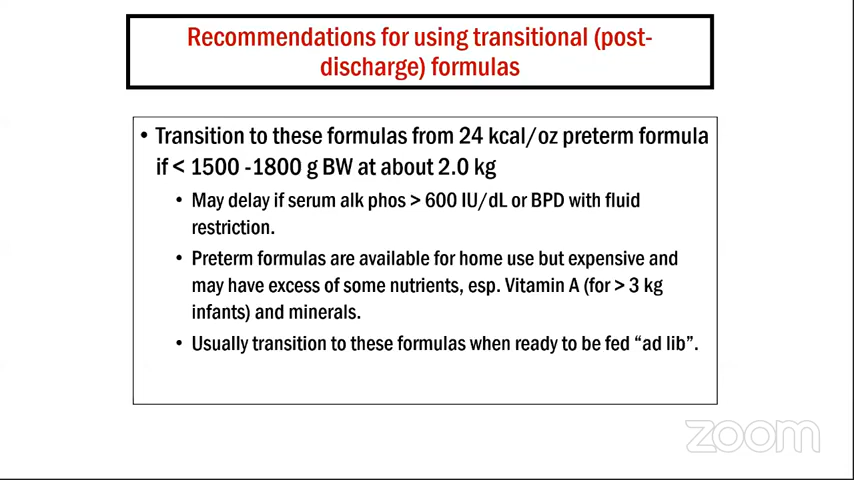 Recommendations for using transitional (post-
discharge) formulas
• Transition to these formulas from 24 kcal/oz preterm formula
if < 1500 -1800 g BW at about 2.0 kg
• May delay if serum alk phos > 600 IU/dL or BPD with fluid
restriction.
• Preterm formulas are available for home use but expensive and
may have excess of some nutrients, esp. Vitamin A (for > 3 kg
infants) and minerals.
• Usually transition to these formulas when ready to be fed “ad lib”.
zoom